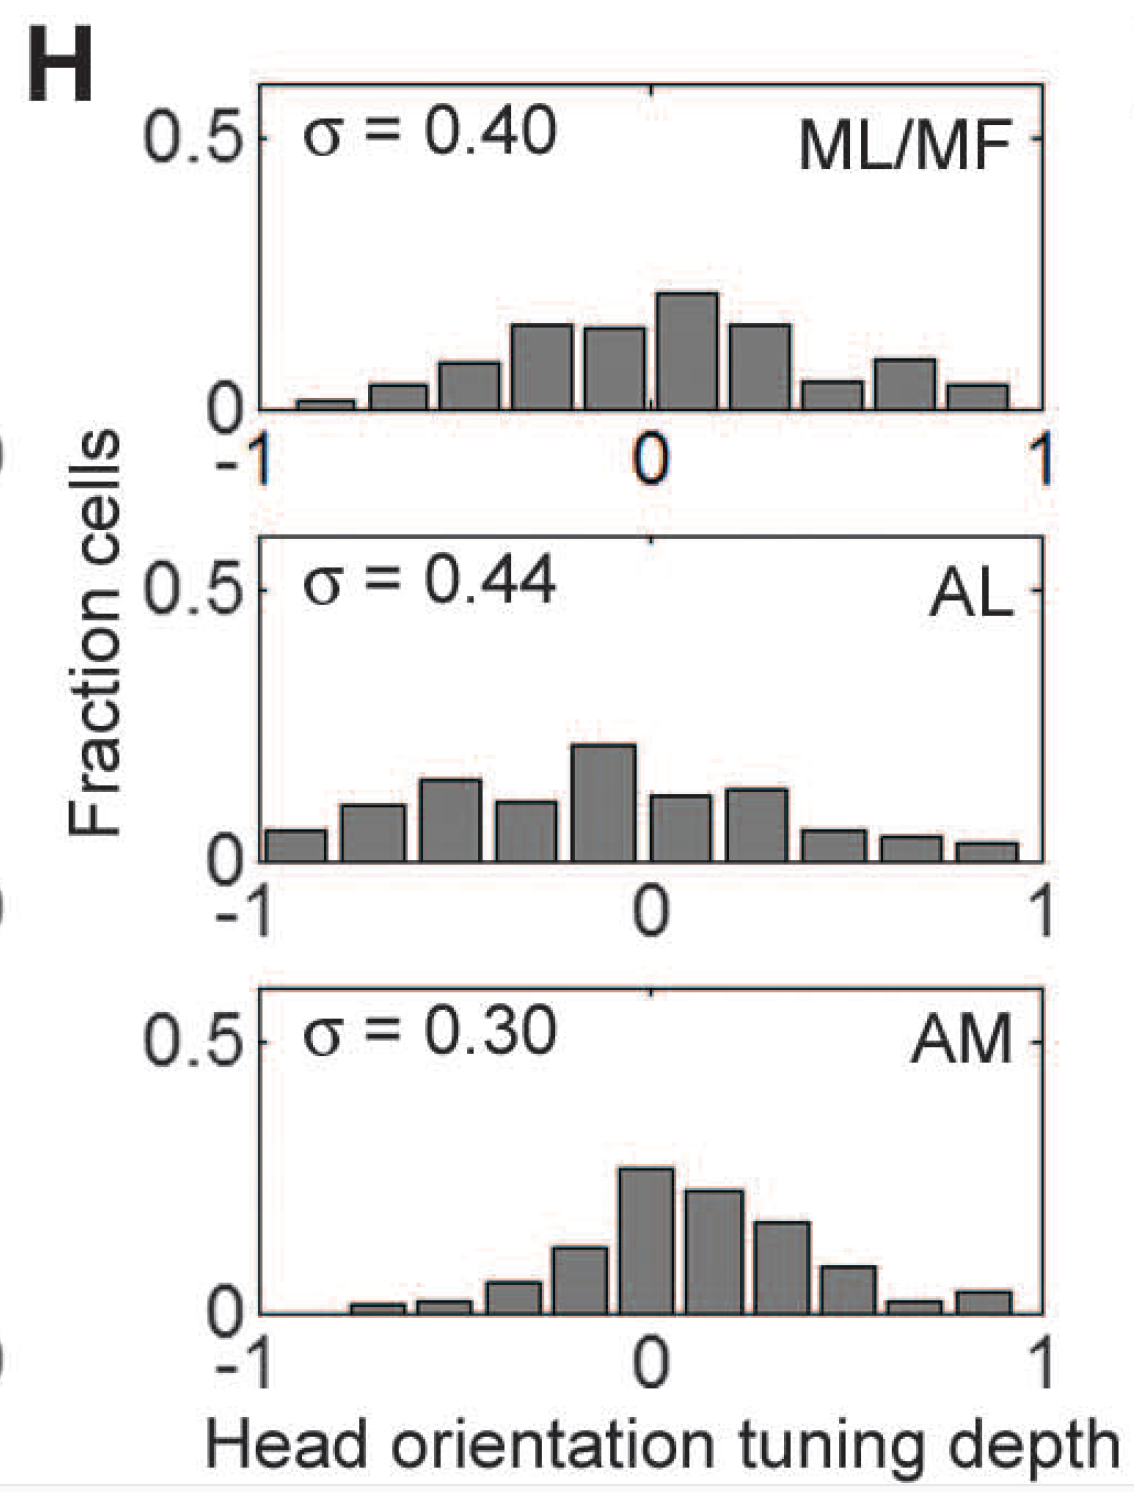 H
Fraction cells
σ = 0.40 ML/MF
0.5
0
-1 0 1
σ = 0.44 AL
0.5
0
-1 0 1
σ = 0.30 AM
0.5
0
-1 0 1
Head orientation tuning depth